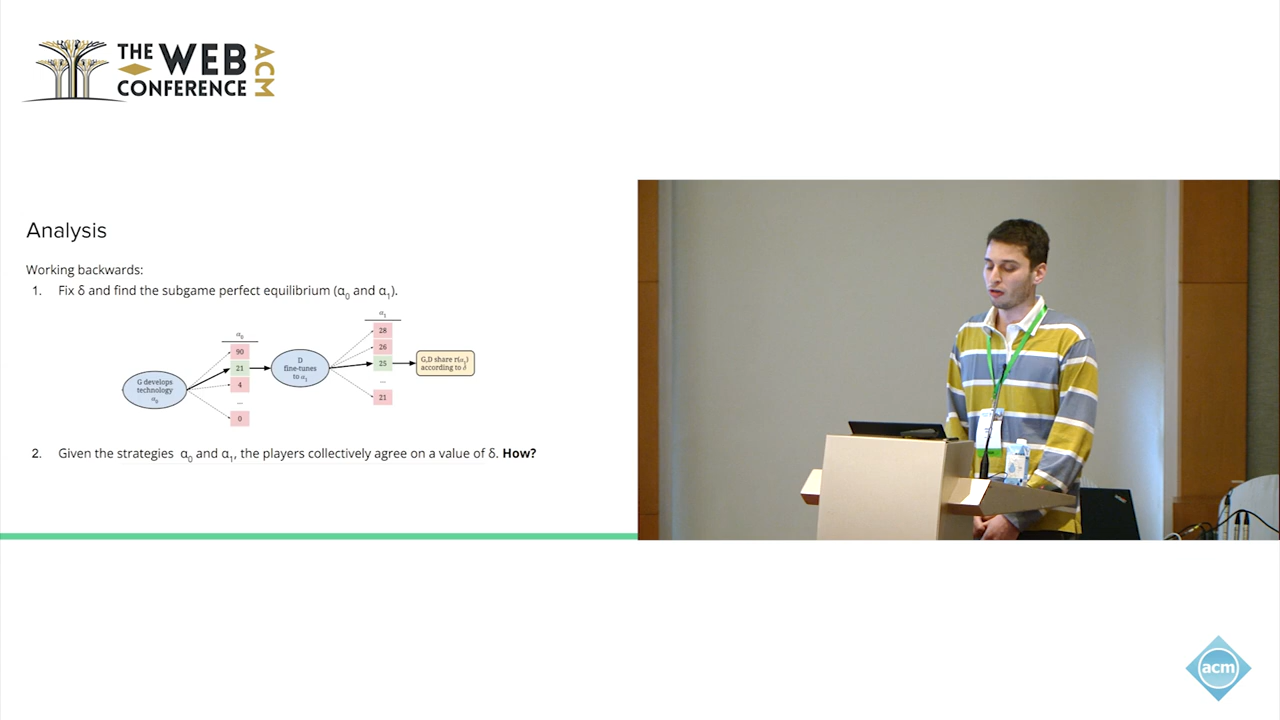 THE WEB CONFERENCE ACM
Analysis
Working backwards:
1. Fix δ and find the subgame perfect equilibrium (α₀ and α₁).
α₀
90
21
4
...
0
G develops
technology
α₀
D
fine-tunes
to α₁
α₁
28
26
25
...
21
G,D share r(α₁)
according to δ
2. Given the strategies α₀ and α₁, the players collectively agree on a value of δ. How?
acm